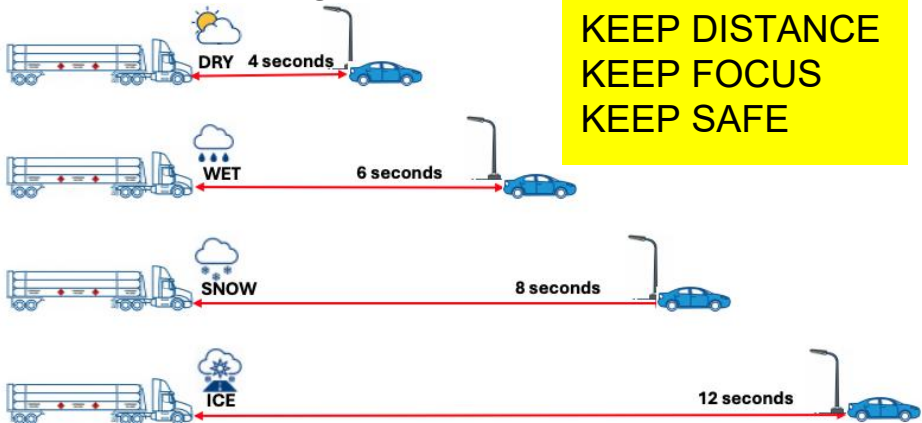 KEEP DISTANCE
KEEP FOCUS
KEEP SAFE
DRY 4 seconds
WET 6 seconds
SNOW 8 seconds
ICE 12 seconds